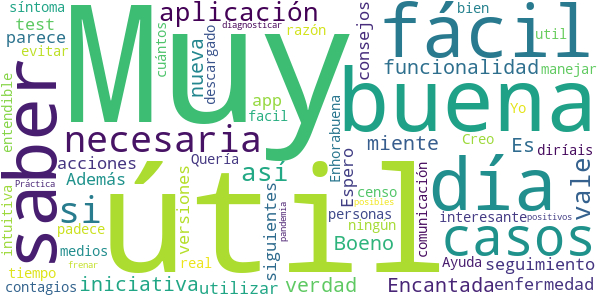 síntoma
test
parece
evitar
cuántos
diagnosticar
aplicación
nueva
descargado
razón
app
facil
consejos
fácil
bien
util
funcionalidad
manejar
entendible
saber
Muy
buena
necesaria
acciones
Además
Quería
así
Enhorabuena
Espero
miente
Creo
Yo
Es
diríais
vale
si
útil
día
casos
intuitiva
Práctica
padece
medios
versiones
real
siguientes
pandemia
censo
personas
ningun
posibles
Boeno
comunicación
interesante
positivos
Ayuda
seguimiento
tiempo
contagios
frenar
iniciativa
utilizar
verdad
Encantada
enfermedad